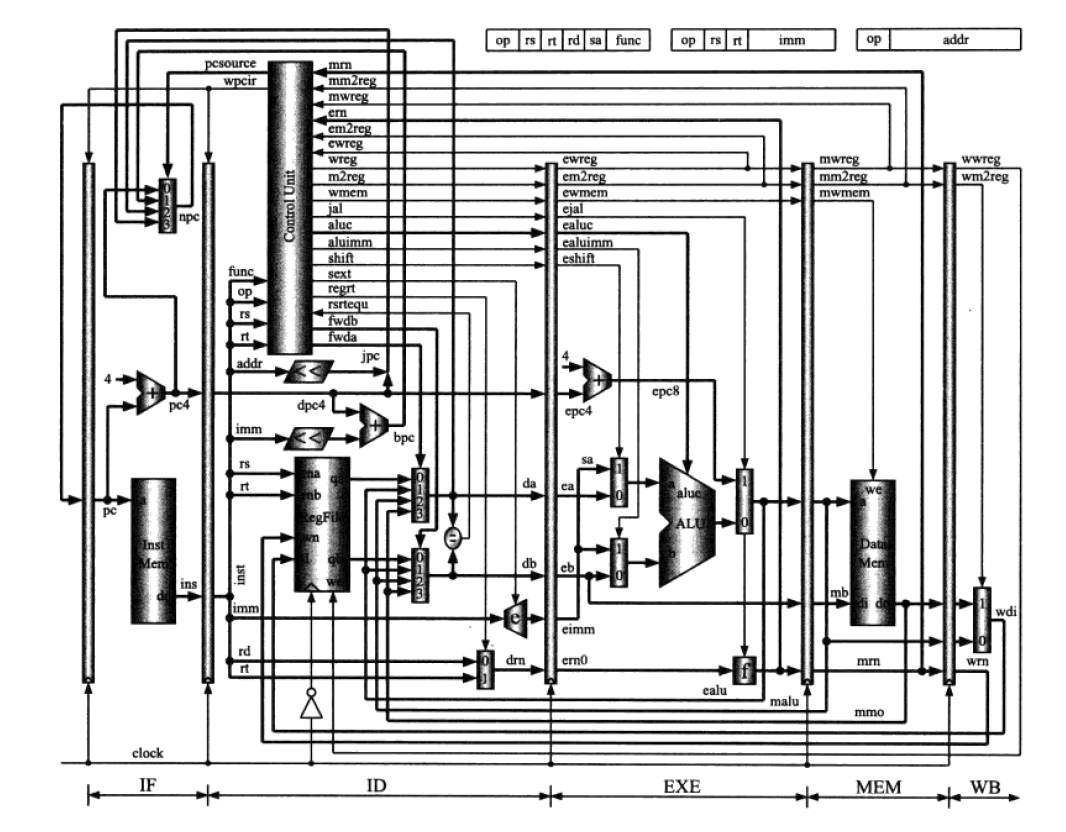 op rs rt rd sa func
op rs rt imm
op addr
pcsource
wpcir
mrn
mm2reg
mwreg
ern
em2reg
ewreg
wreg
m2reg
wmem
jal
aluc
aluimm
shift
sext
regrt
rsrtequ
fwdb
fwda
Control Unit
func
op
rs
rt
ewreg
em2reg
ewmem
ejal
ealuc
ealuimm
eshift
mwreg
mm2reg
mwmem
wwreg
wm2reg
0
1
2
3
npc
addr
<<
jpc
4
+
pc4
dpc4
+
bpc
imm
<<
4
+
epc4
epc8
rs
rt
qa
0
1
2
3
da
ea
sa
1
0
a
aluc
ALU
b
1
0
we
a
pc
a
Inst
Mem
do
ins
inst
=
we
0
1
2
3
db
eb
1
0
Data
Mem
di
do
mb
1
0
wdi
imm
e
eimm
rd
rt
0
1
drn
ern0
f
mrn
wrn
ealu
malu
mmo
clock
IF
ID
EXE
MEM
WB